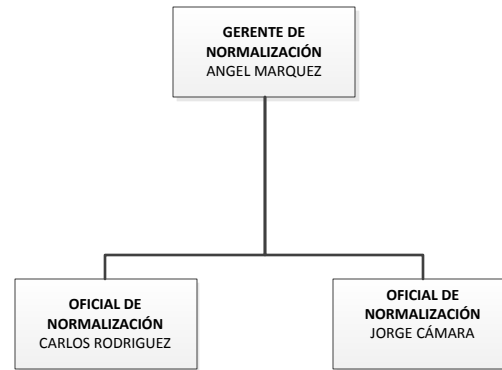 GERENTE DE
NORMALIZACIÓN
ANGEL MARQUEZ
OFICIAL DE
NORMALIZACIÓN
CARLOS RODRIGUEZ
OFICIAL DE
NORMALIZACIÓN
JORGE CÁMARA